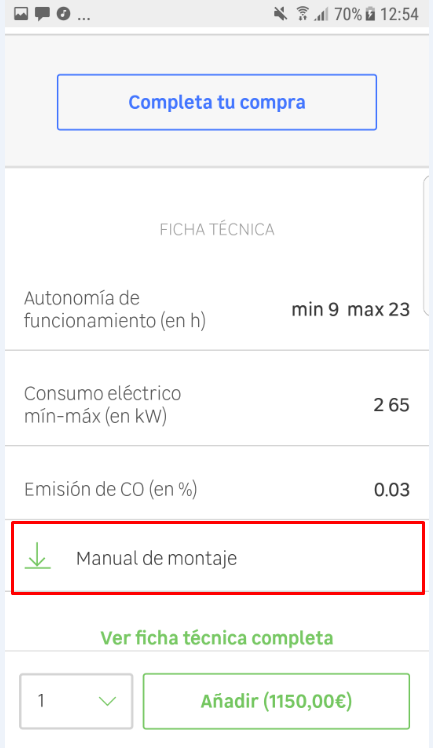 ... 70% 12:54
Completa tu compra
FICHA TÉCNICA
Autonomía de
funcionamiento (en h)
min 9 max 23
Consumo eléctrico
mín-máx (en kW)
2 65
Emisión de CO (en %)
0.03
Manual de montaje
Ver ficha técnica completa
1
Añadir (1150,00€)